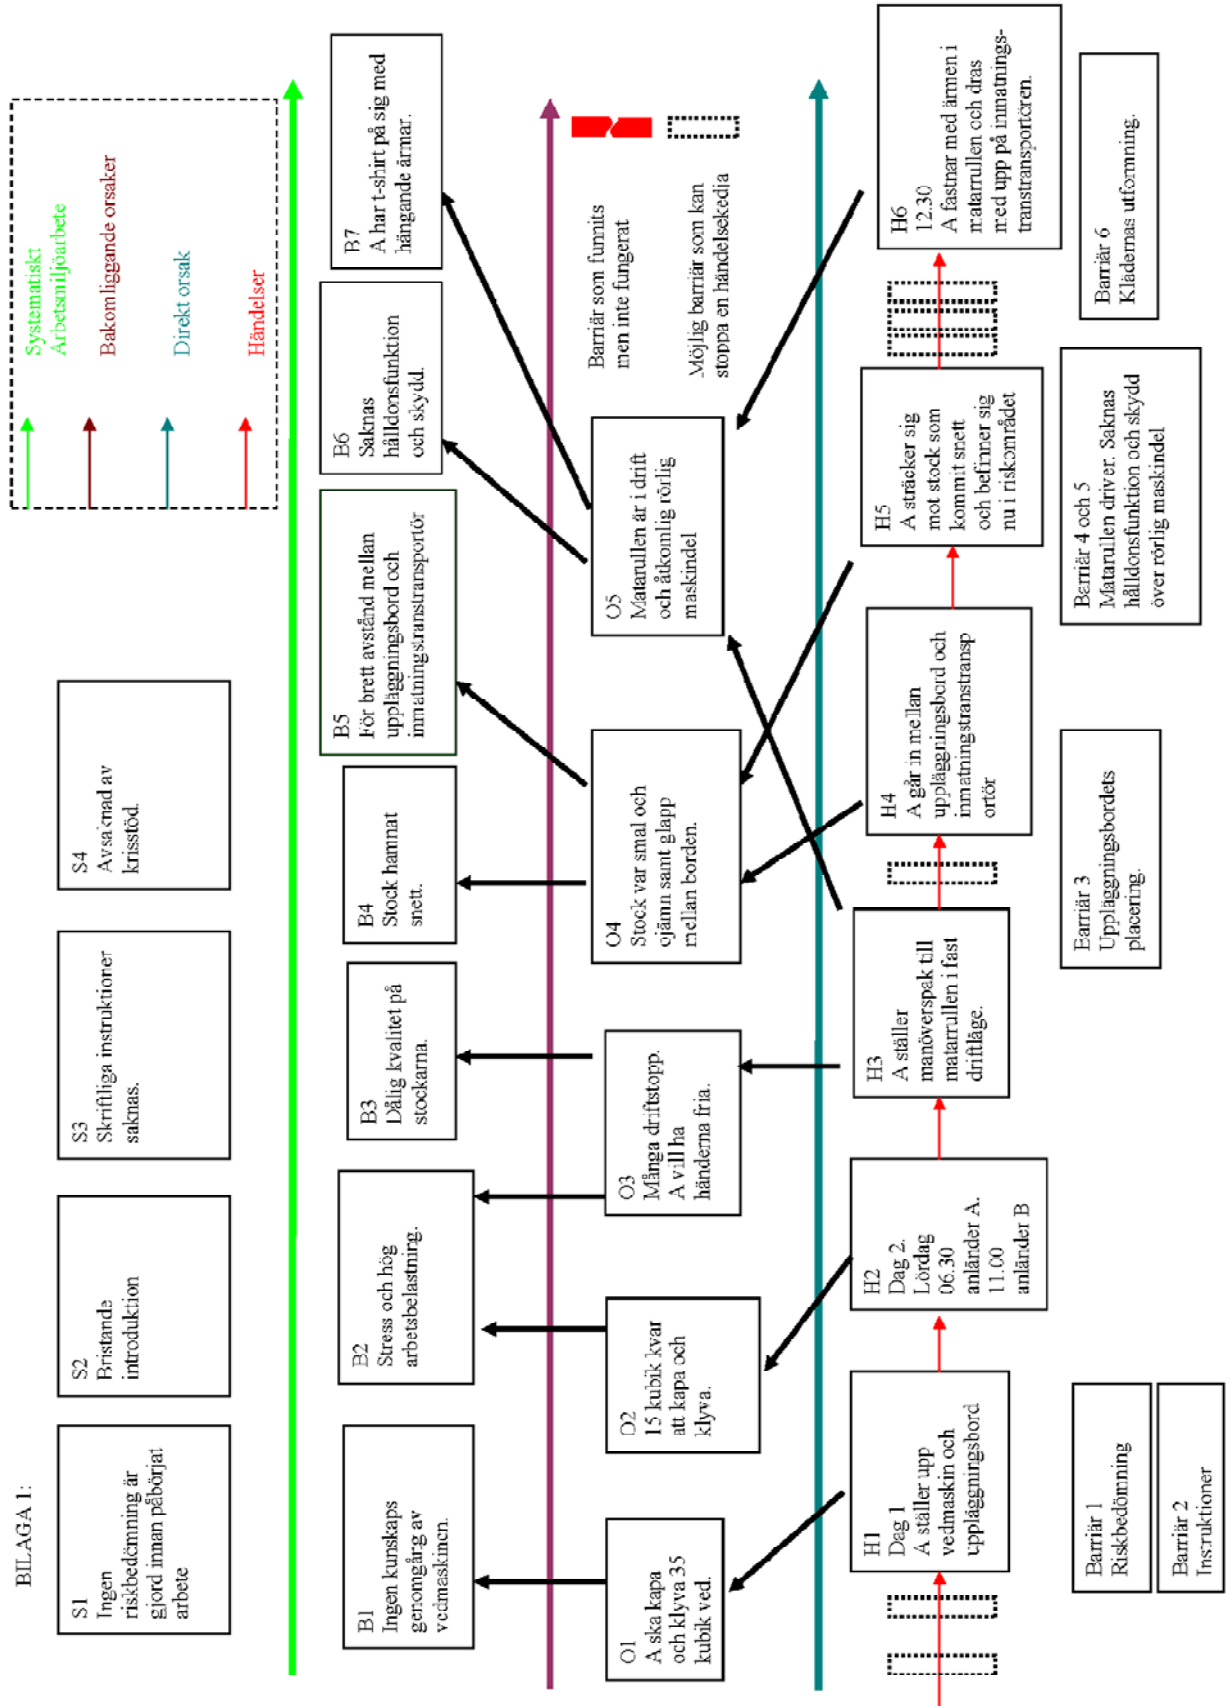 BILAGA 1:
Systematiskt
Arbetsmiljöarbete
Bakomliggande orsaker
Direkt orsak
Händelser
S1
Ingen
riskbedömning är
gjord innan påbörjat
arbete
S2
Bristande
introduktion
S3
Skriftliga instruktioner
saknas.
S4
Avsaknad av
krisstöd.
B1
Ingen kunskaps
genomgång av
vedmaskinen.
B2
Stress och hög
arbetsbelastning.
B3
Dålig kvalitet på
stockarna.
B4
Stock hamnat
snett.
B5
För brett avstånd mellan
uppläggningsbord och
inmatningstranstransportör
B6
Saknas
hålldonsfunktion
och skydd.
B7
A har t-shirt på sig med
hängande ärmar.
O1
A ska kapa
och klyva 35
kubik ved.
O2
15 kubik kvar
att kapa och
klyva.
O3
Många driftstopp.
A vill ha
händerna fria.
O4
Stock var smal och
ojämn samt glapp
mellan borden.
O5
Matarullen är i drift
och åtkomlig rörlig
maskindel
Barriär som funnits
men inte fungerat
Möjlig barriär som kan
stoppa en händelsekedja
H1
Dag 1
A ställer upp
vedmaskin och
uppläggningsbord
H2
Dag 2.
Lördag
06.30
anländer A.
11.00
anländer B
H3
A ställer
manöverspak till
matarrullen i fast
driftläge.
H4
A går in mellan
uppläggningsbord och
inmatningstranstransp
ortör
H5
A sträcker sig
mot stock som
kommit snett
och befinner sig
nu i riskområdet
H6
12.30
A fastnar med ärmen i
matarrullen och dras
med upp på inmatnings-
transtransportören.
Barriär 1
Riskbedömning
Barriär 2
Instruktioner
Barriär 3
Uppläggningsbordets
placering.
Barriär 4 och 5
Matarullen driver. Saknas
hålldonsfunktion och skydd
över rörlig maskindel
Barriär 6
Klädernas utformning.